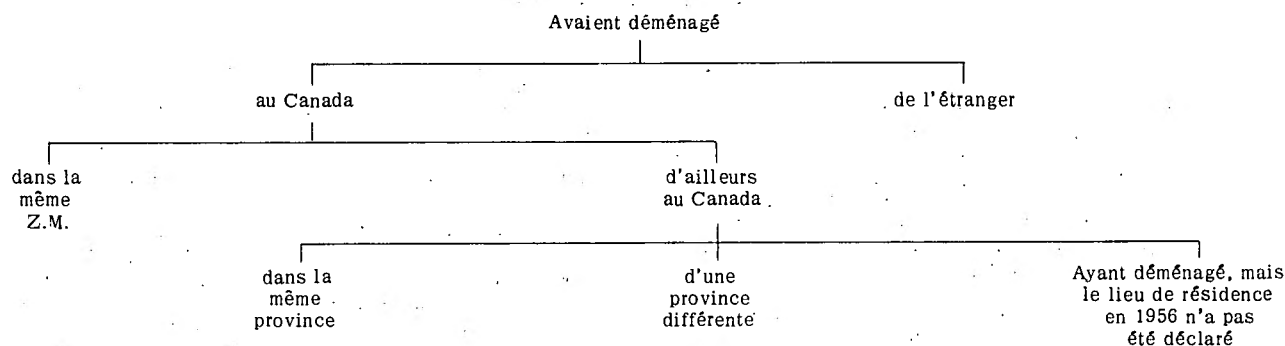 Avaient déménagé
au Canada
de l'étranger
dans la
même
Z.M.
d'ailleurs
au Canada
dans la
même
province
d'une
province
différente
Ayant déménagé, mais
le lieu de résidence
en 1956 n'a pas
été déclaré